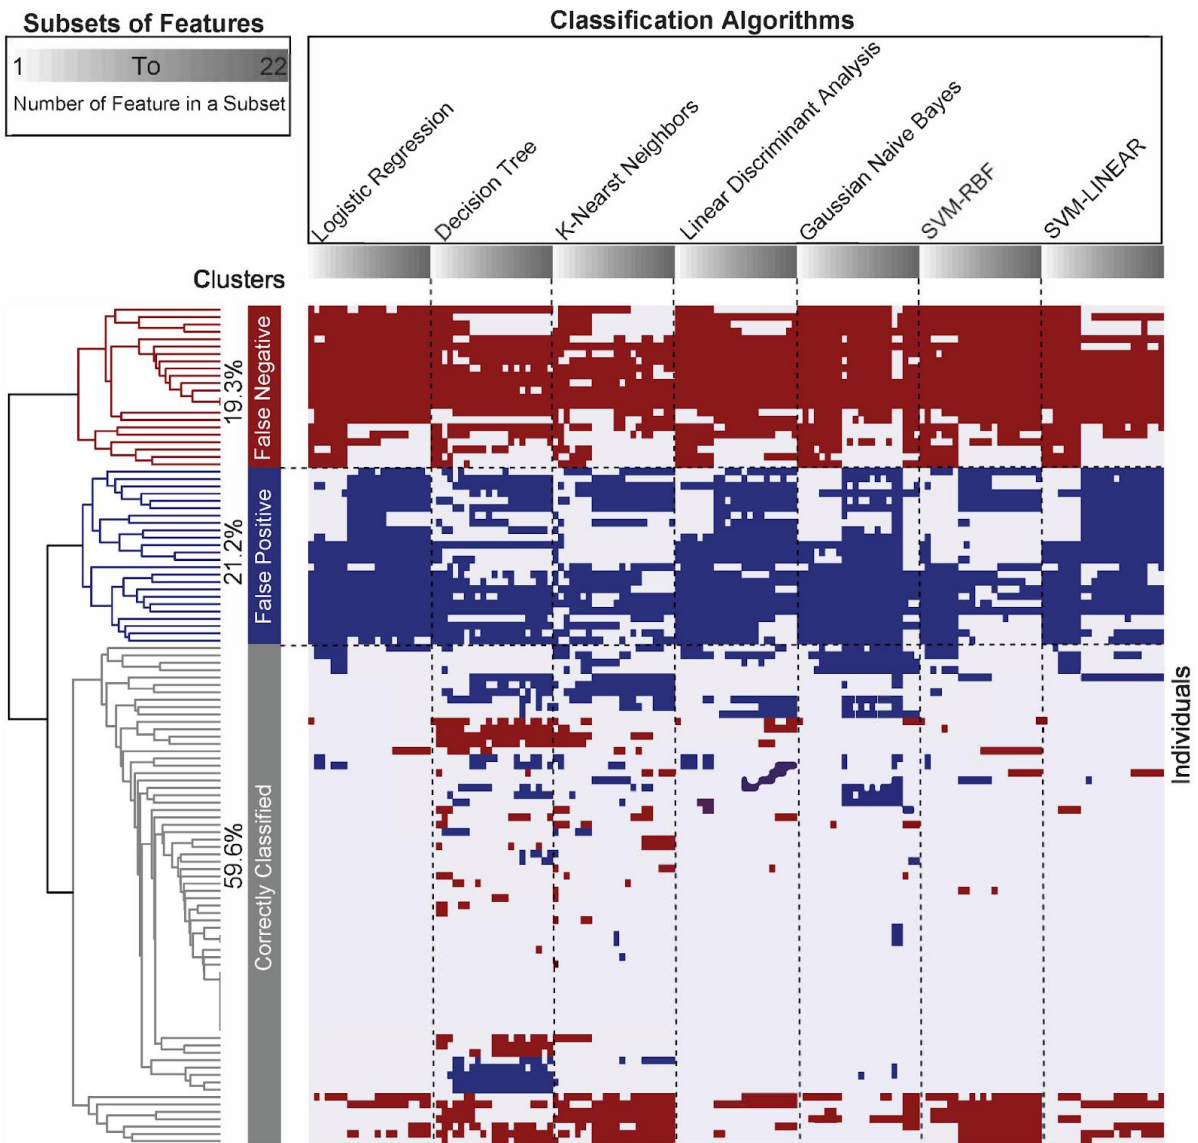 Subsets of Features
1 To 22
Number of Feature in a Subset
Classification Algorithms
Logistic Regression
Decision Tree
K-Nearst Neighbors
Linear Discriminant Analysis
Gaussian Naive Bayes
SVM-RBF
SVM-LINEAR
Clusters
19.3%
False Negative
21.2%
False Positive
59.6%
Correctly Classified
Individuals